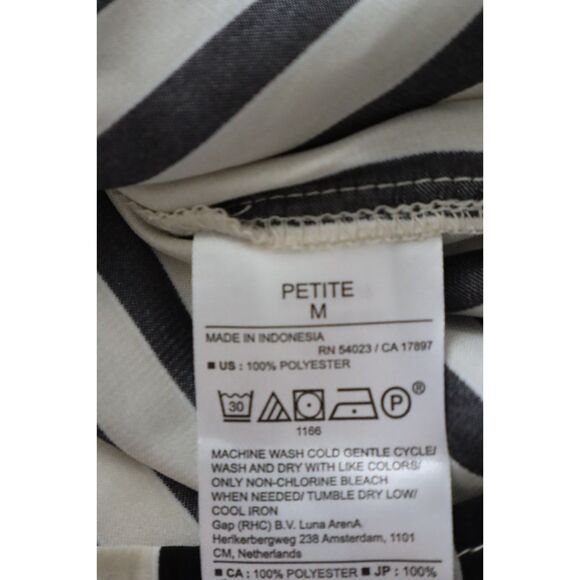 PETITE
M
MADE IN INDONESIA
RN 54023 / CA 17897
■ US : 100% POLYESTER
30 P ®
1166
MACHINE WASH COLD GENTLE CYCLE/
WASH AND DRY WITH LIKE COLORS/
ONLY NON-CHLORINE BLEACH
WHEN NEEDED/ TUMBLE DRY LOW/
COOL IRON
Gap (RHC) B.V. Luna ArenA
Herikerbergweg 238 Amsterdam, 1101
CM, Netherlands
■ CA : 100% POLYESTER ■ JP : 100%